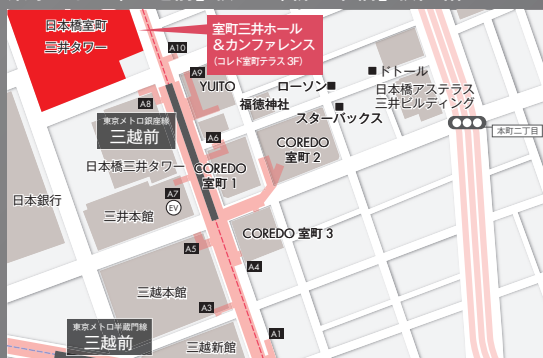 日本橋室町
三井タワー
室町三井ホール
&カンファレンス
(コレド室町テラス3F)
A10
A9
YUITO
ローソン
ドトール
日本橋アステラス
三井ビルディング
福徳神社
スターバックス
A8
東京メトロ銀座線
三越前
本町二丁目
A6
COREDO
室町 2
日本橋三井タワー
COREDO
室町 1
A7
EV
日本銀行
三井本館
COREDO 室町 3
A5
A4
三越本館
A3
東京メトロ半蔵門線
三越前
A1
三越新館